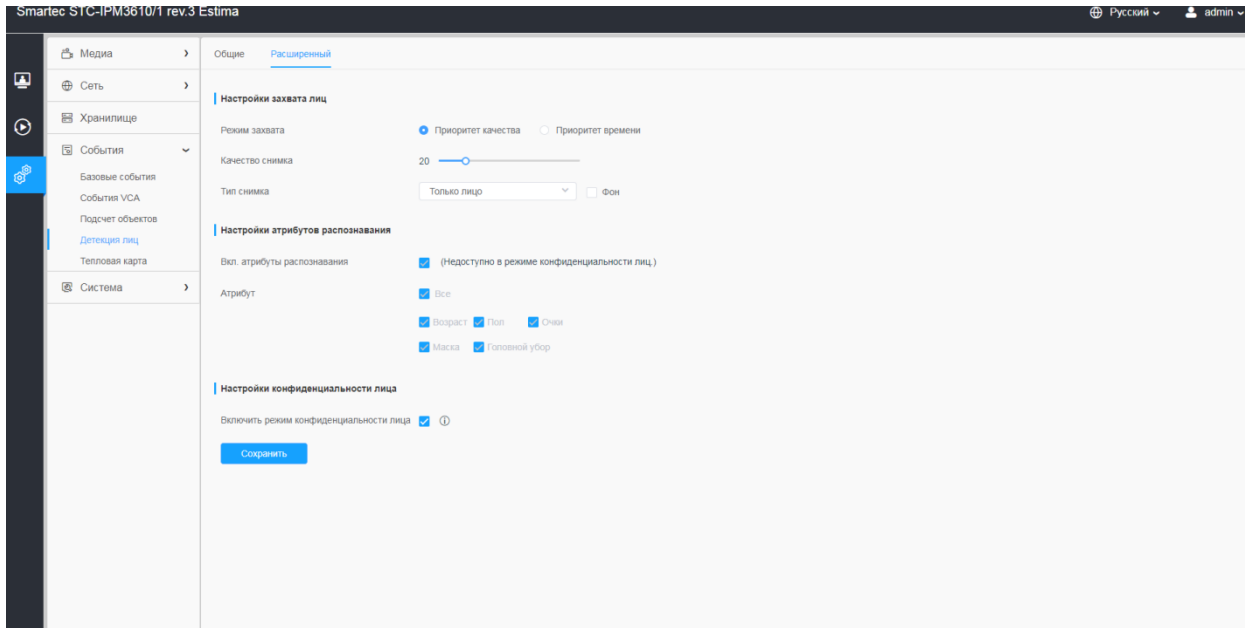 Smartec STC-IPM3610/1 rev.3 Estima
Русский
admin
Медиа
Сеть
Хранилище
События
Базовые события
События VCA
Подсчет объектов
Детекция лиц
Тепловая карта
Система
Общие Расширенный
Настройки захвата лиц
Режим захвата Приоритет качества Приоритет времени
Качество снимка 20
Тип снимка Только лицо Фон
Настройки атрибутов распознавания
Вкл. атрибуты распознавания (Недоступно в режиме конфиденциальности лиц.)
Атрибут Все
Возраст Пол Очки
Маска Головной убор
Настройки конфиденциальности лица
Включить режим конфиденциальности лица
Сохранить